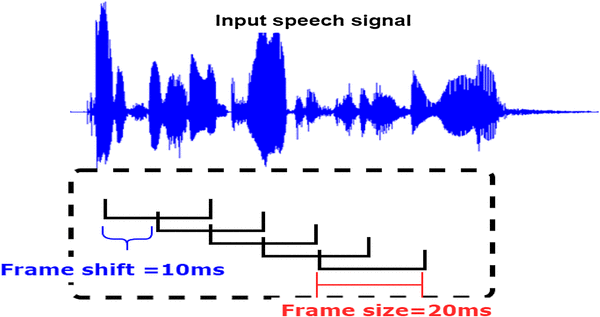 Input speech signal
Frame shift =10ms
Frame size=20ms